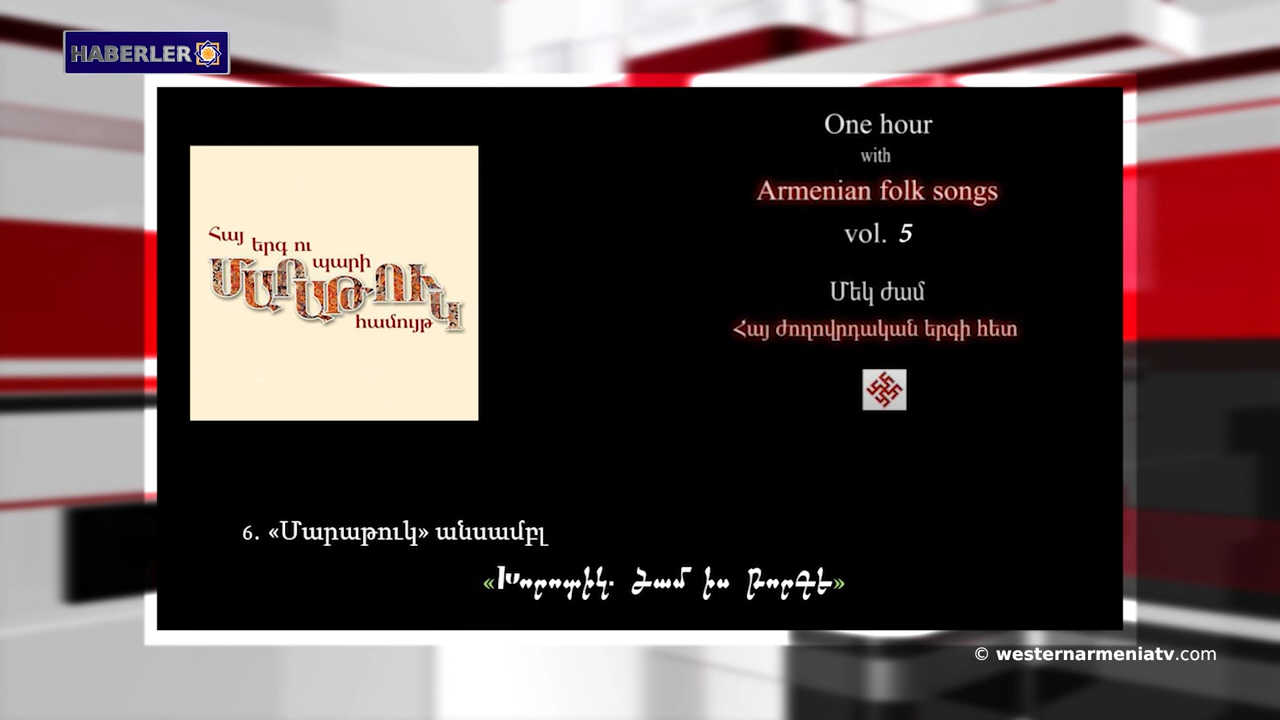 HABERLER
Հայ
երգ ու
պարի
ՄԱՐԱԹՈՒԿ
համույթ
One hour
with
Armenian folk songs
vol. 5
Մեկ ժամ
Հայ ժողովրդական երգի հետ
6. «Մարաթուկ» անսամբլ
© westernarmeniatv.com